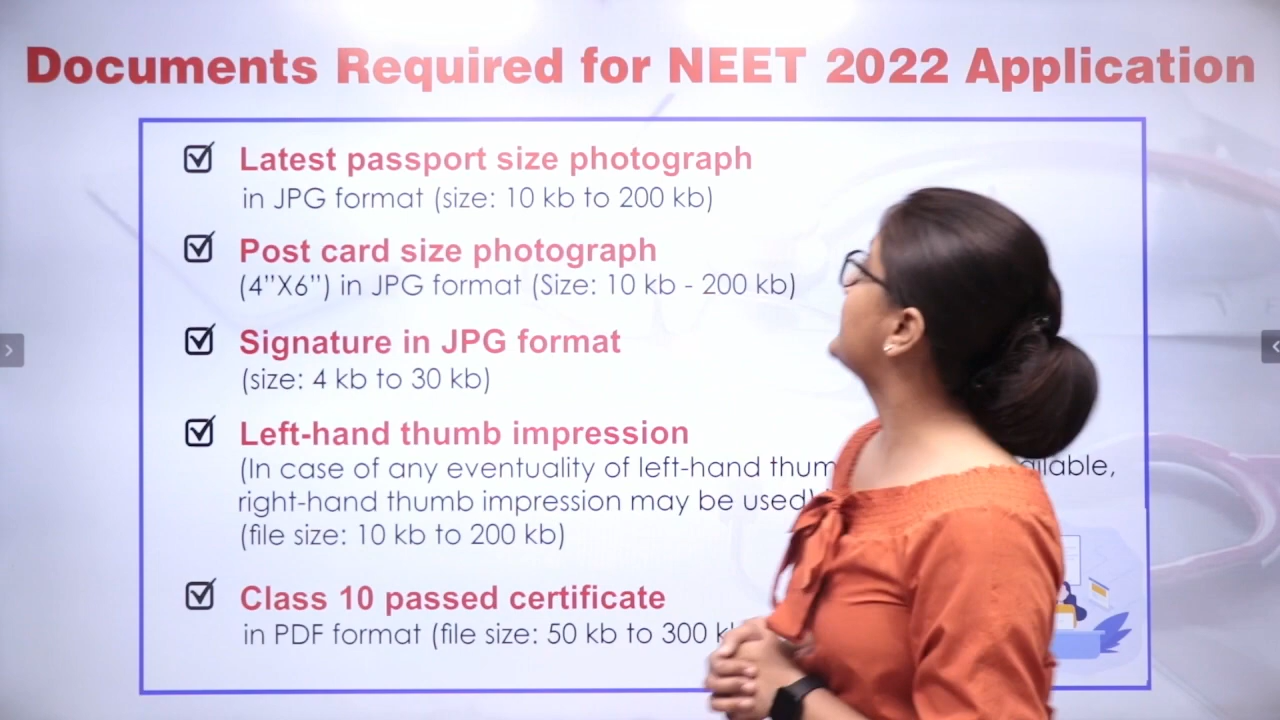 Documents Required for NEET 2022 Application
Latest passport size photograph
in JPG format (size: 10 kb to 200 kb)
Post card size photograph
(4”X6”) in JPG format (Size: 10 kb - 200 kb)
Signature in JPG format
(size: 4 kb to 30 kb)
Left-hand thumb impression
(In case of any eventuality of left-hand
right-hand thumb impression may be used)
(file size: 10 kb to 200 kb)
Class 10 passed certificate
in PDF format (file size: 50 kb to 300